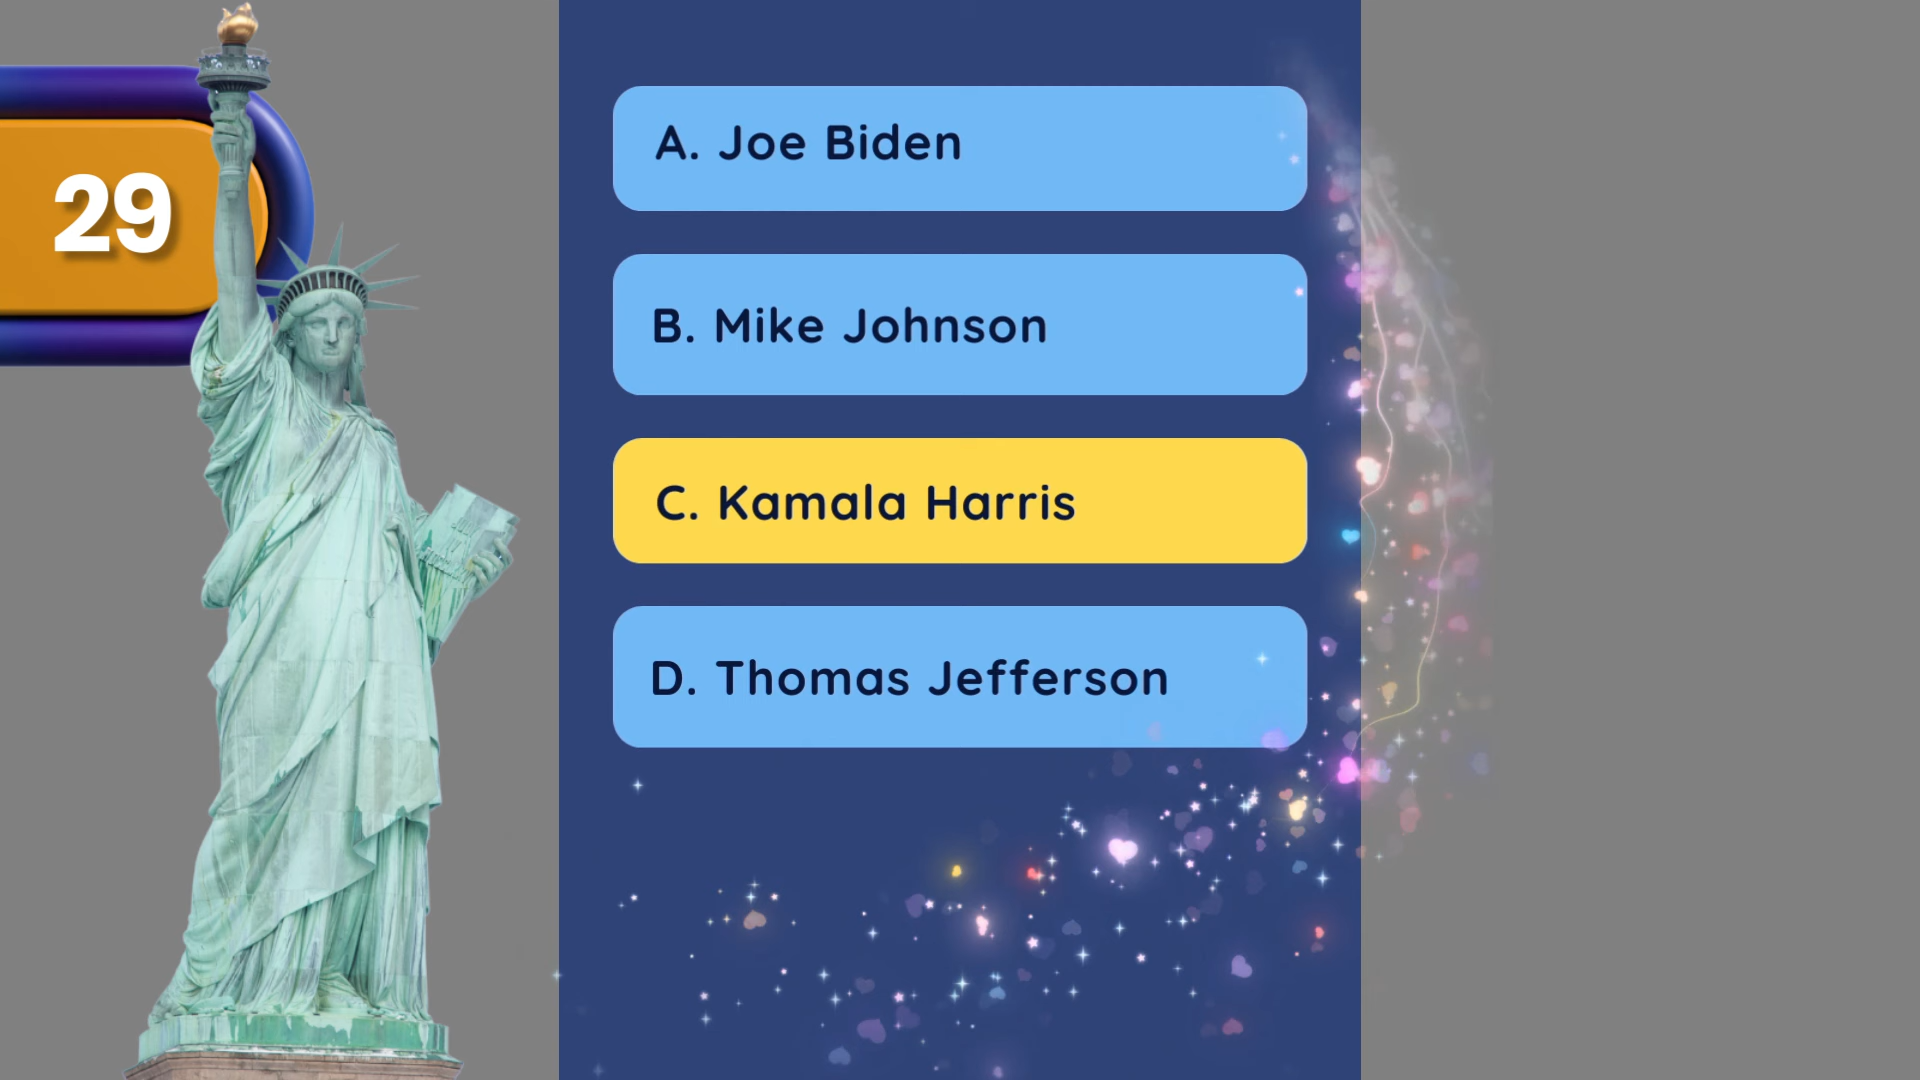 29
A. Joe Biden
B. Mike Johnson
C. Kamala Harris
D. Thomas Jefferson